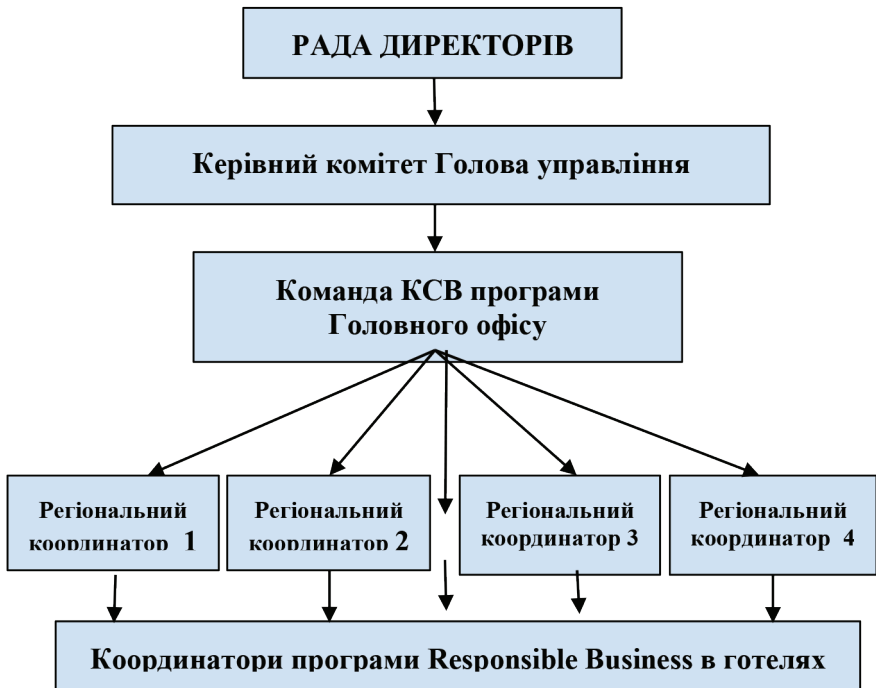 РАДА ДИРЕКТОРІВ
Керівний комітет Голова управління
Команда КСВ програми
Головного офісу
Регіональний
координатор 1
Регіональний
координатор 2
Регіональний
координатор 3
Регіональний
координатор 4
Координатори програми Responsible Business в готелях